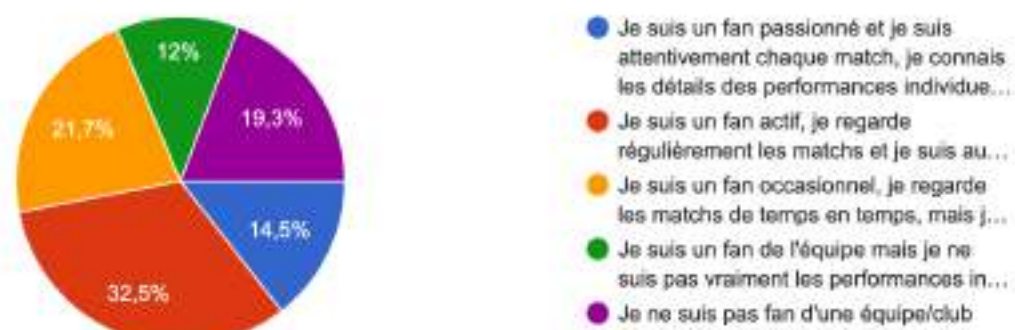 12%
19,3%
21,7%
14,5%
32,5%
Je suis un fan passionné et je suis
attentivement chaque match, je connais
les détails des performances individue...
Je suis un fan actif, je regarde
régulièrement les matchs et je suis au...
Je suis un fan occasionnel, je regarde
les matchs de temps en temps, mais j...
Je suis un fan de l'équipe mais je ne
suis pas vraiment les performances in...
Je ne suis pas fan d'une équipe/club